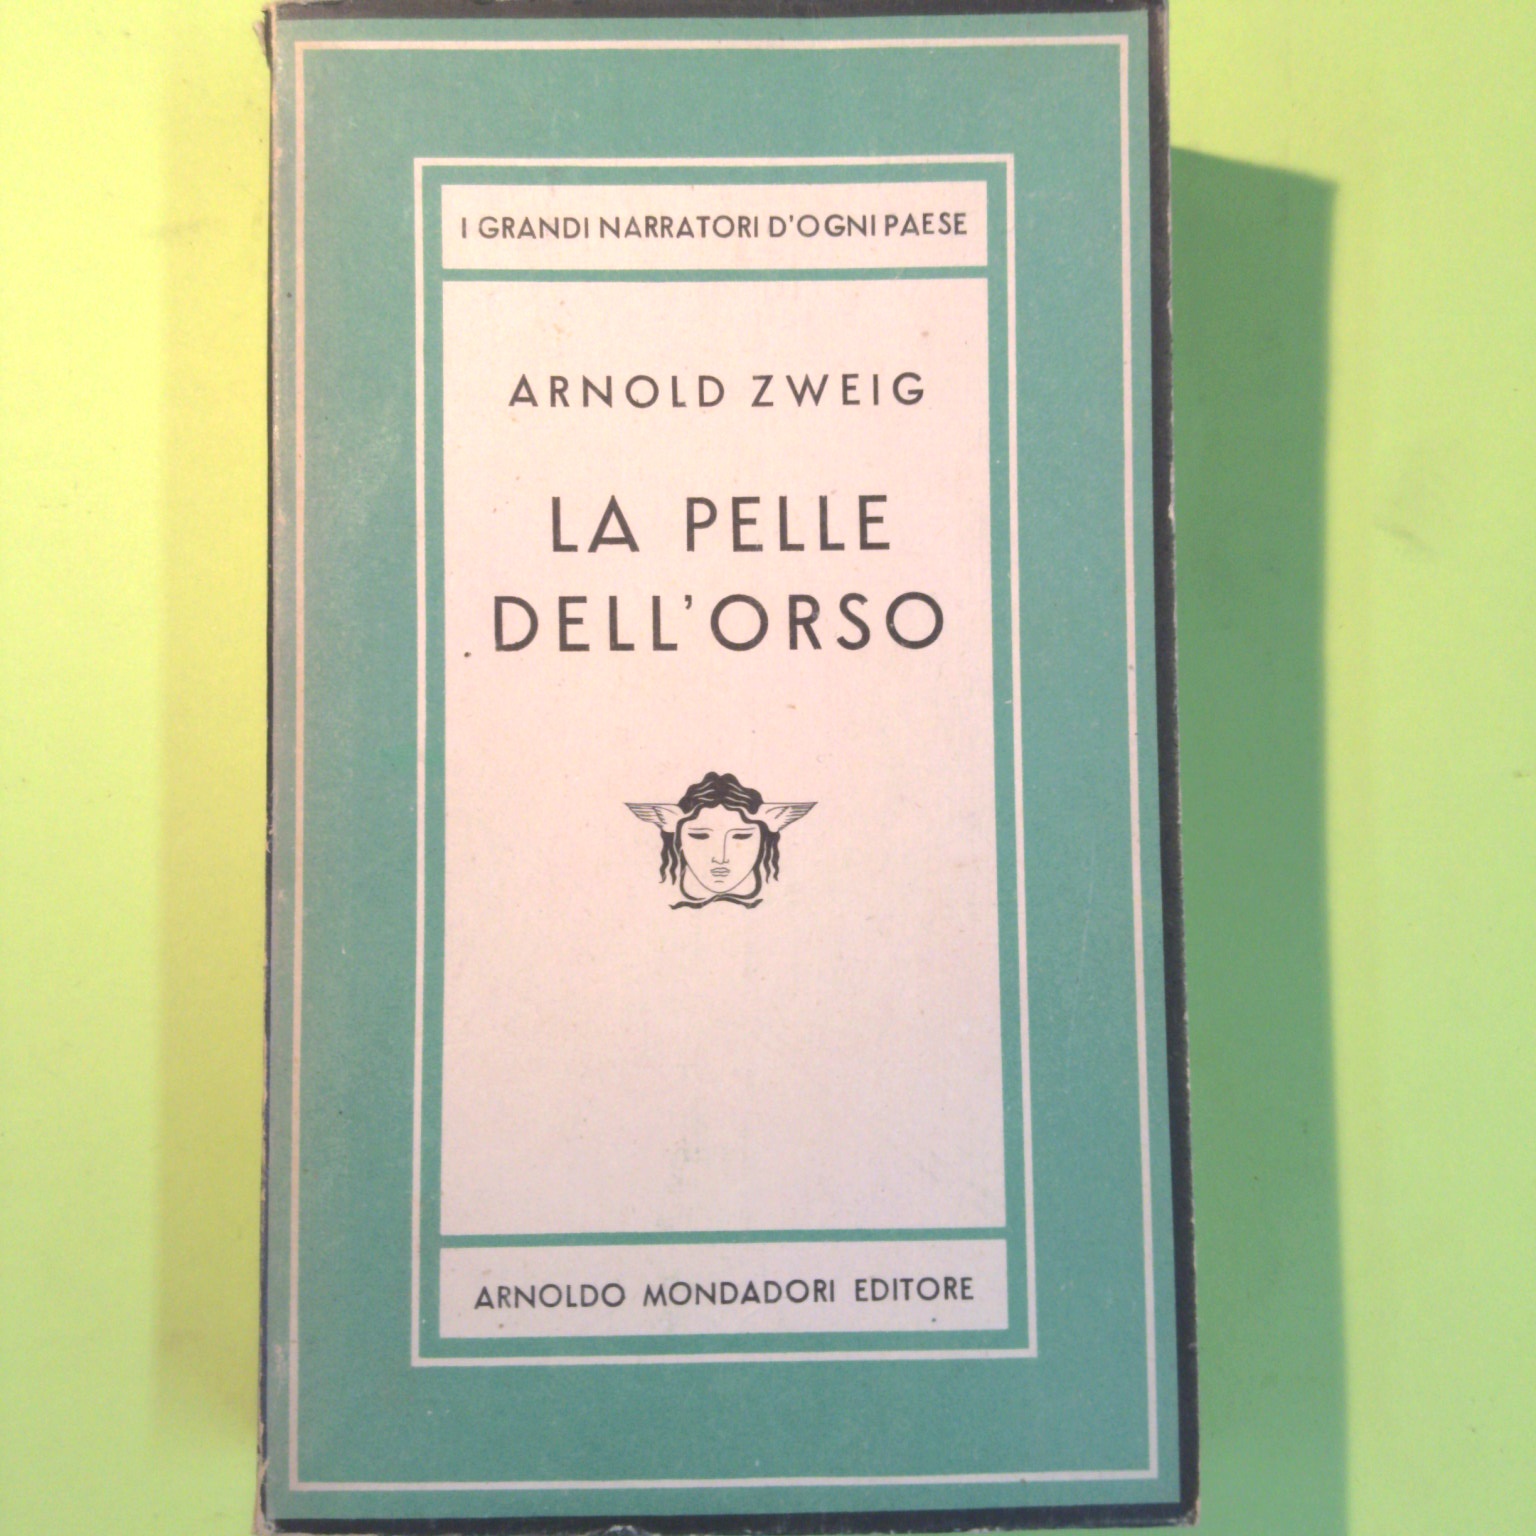 I GRANDI NARRATORI D'OGNI PAESE
ARNOLD ZWEIG
LA PELLE
DELL'ORSO
ARNOLDO MONDADORI EDITORE